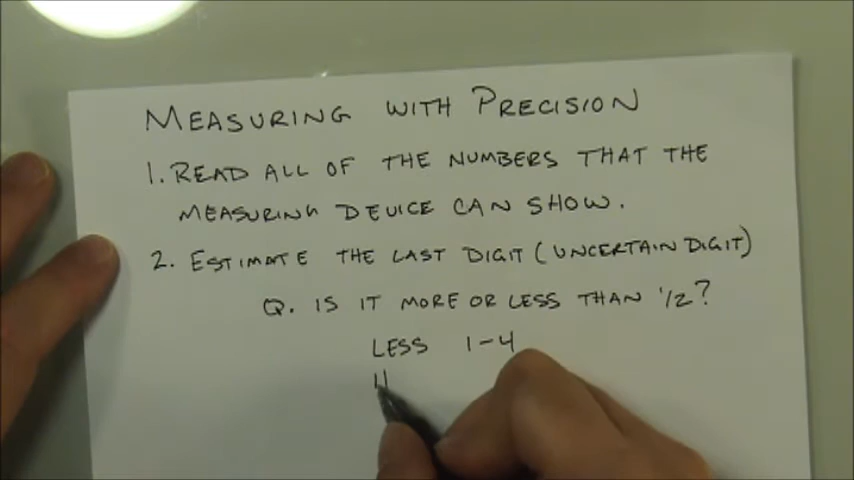 MEASURING WITH PRECISION
1. READ ALL OF THE NUMBERS THAT THE
MEASURING DEVICE CAN SHOW.
2. ESTIMATE THE LAST DIGIT (UNCERTAIN DIGIT)
Q. IS IT MORE OR LESS THAN 1/2?
LESS 1-4